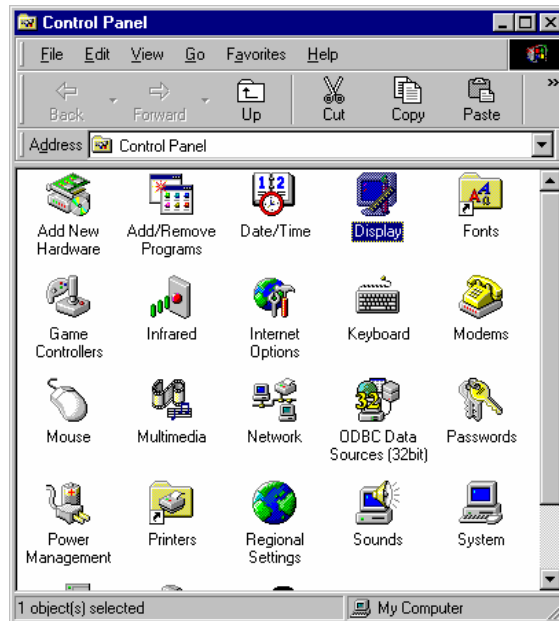 Control Panel
File Edit View Go Favorites Help
Back Forward Up Cut Copy Paste »
Address Control Panel
Add New Hardware
Add/Remove Programs
Date/Time
Display
Fonts
Game Controllers
Infrared
Internet Options
Keyboard
Modems
Mouse
Multimedia
Network
ODBC Data Sources (32bit)
Passwords
Power Management
Printers
Regional Settings
Sounds
System
1 object(s) selected My Computer